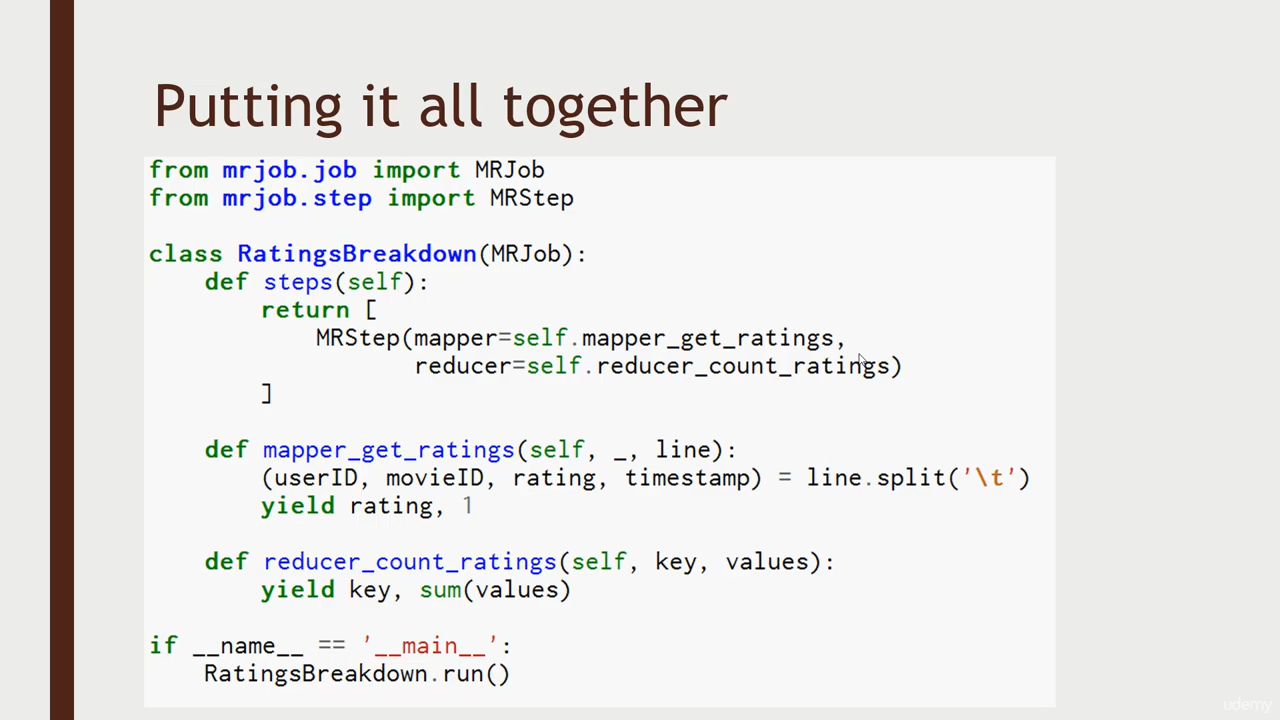 Putting it all together
from mrjob.job import MRJob
from mrjob.step import MRStep
class RatingsBreakdown(MRJob):
    def steps(self):
        return [
            MRStep(mapper=self.mapper_get_ratings,
                   reducer=self.reducer_count_ratings)
        ]
    def mapper_get_ratings(self, _, line):
        (userID, movieID, rating, timestamp) = line.split('\t')
        yield rating, 1
    def reducer_count_ratings(self, key, values):
        yield key, sum(values)
if __name__ == '__main__':
    RatingsBreakdown.run()
udemy